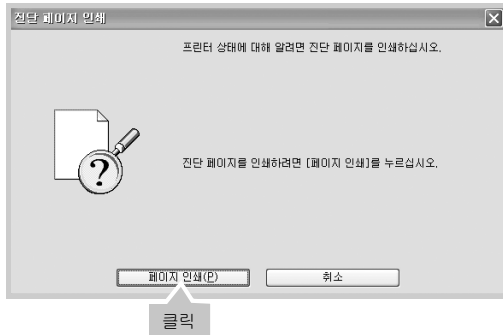 진단 페이지 인쇄
프린터 상태에 대해 알려면 진단 페이지를 인쇄하십시오.
진단 페이지를 인쇄하려면 [페이지 인쇄]를 누르십시오.
페이지 인쇄(P) 취소
클릭